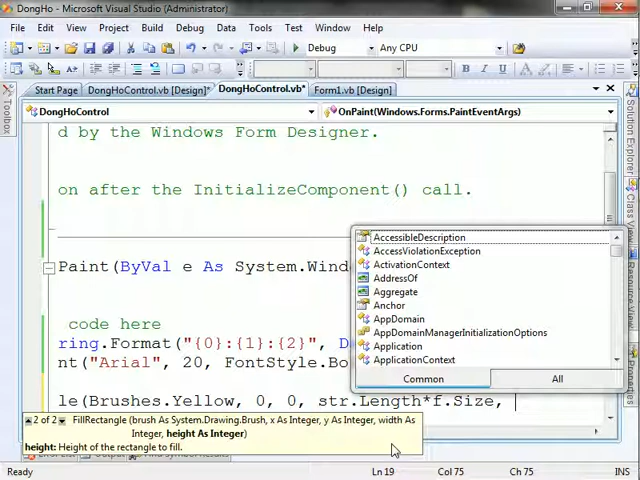 DongHo - Microsoft Visual Studio (Administrator)
File Edit View Project Build Debug Data Tools Test Window Help
Debug Any CPU
Start Page DongHoControl.vb [Design]* DongHoControl.vb* Form1.vb [Design]
DongHoControl OnPaint(Windows.Forms.PaintEventArgs)
Toolbox
Solution Explorer
Class View
Properties
d by the Windows Form Designer.
on after the InitializeComponent() call.
Paint(ByVal e As System.Wind
code here
ring.Format("{0}:{1}:{2}", D
nt("Arial", 20, FontStyle.Bo
le(Brushes.Yellow, 0, 0, str.Length*f.Size,
AccessibleDescription
AccessViolationException
ActivationContext
AddressOf
Aggregate
Anchor
AppDomain
AppDomainManagerInitializationOptions
Application
ApplicationContext
Common All
2 of 2 FillRectangle (brush As System.Drawing.Brush, x As Integer, y As Integer, width As
Integer, height As Integer)
height: Height of the rectangle to fill.
Ready Ln 19 Col 75 Ch 75 INS